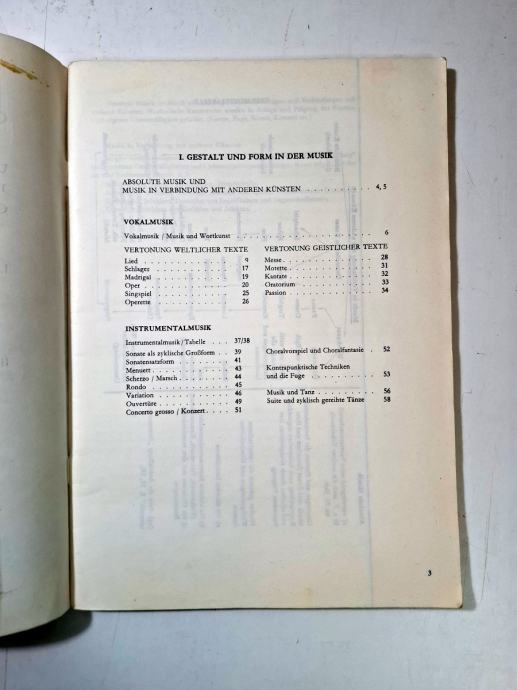 I. GESTALT UND FORM IN DER MUSIK
ABSOLUTE MUSIK UND
MUSIK IN VERBINDUNG MIT ANDEREN KÜNSTEN . . . . . . . . . . 4, 5
VOKALMUSIK
Vokalmusik / Musik und Wortkunst . . . . . . . . . . . . . . . . 6
VERTONUNG WELTLICHER TEXTE
Lied . . . . . . . . . . 9
Schlager . . . . . . . . . 17
Madrigal . . . . . . . . . 19
Oper . . . . . . . . . . 20
Singspiel . . . . . . . . . 25
Operette . . . . . . . . . 26
VERTONUNG GEISTLICHER TEXTE
Messe . . . . . . . . . . 28
Motette . . . . . . . . . 31
Kantate . . . . . . . . . 32
Oratorium . . . . . . . . 33
Passion . . . . . . . . . 34
INSTRUMENTALMUSIK
Instrumentalmusik / Tabelle . . . 37/38
Sonate als zyklische Großform . . 39
Sonatensatzform . . . . . . 41
Menuett . . . . . . . . . 43
Scherzo / Marsch . . . . . . 44
Rondo . . . . . . . . . . 45
Variation . . . . . . . . . 46
Ouvertüre . . . . . . . . . 49
Concerto grosso / Konzert . . . . 51
Choralvorspiel und Choralfantasie . 52
Kontrapunktische Techniken
und die Fuge . . . . . . . . 53
Musik und Tanz . . . . . . . 56
Suite und zyklisch gereihte Tänze 58
3